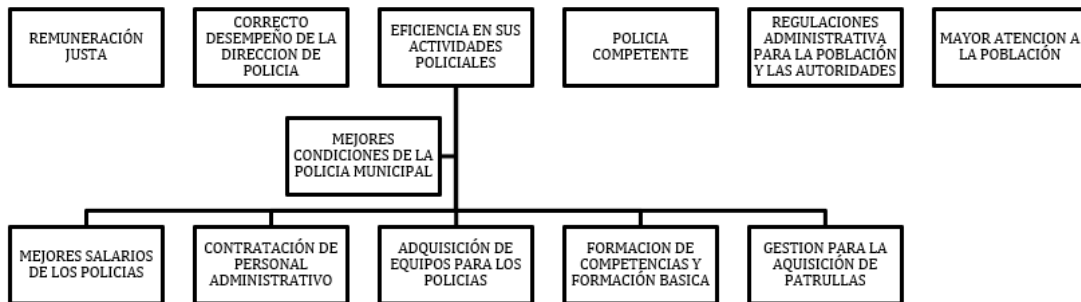 REMUNERACIÓN
JUSTA
CORRECTO
DESEMPEÑO DE LA
DIRECCION DE
POLICIA
EFICIENCIA EN SUS
ACTIVIDADES
POLICIALES
POLICIA
COMPETENTE
REGULACIONES
ADMINISTRATIVA
PARA LA POBLACIÓN
Y LAS AUTORIDADES
MAYOR ATENCION A
LA POBLACIÓN
MEJORES
CONDICIONES DE LA
POLICIA MUNICIPAL
MEJORES SALARIOS
DE LOS POLICIAS
CONTRATACIÓN DE
PERSONAL
ADMINISTRATIVO
ADQUISICIÓN DE
EQUIPOS PARA LOS
POLICIAS
FORMACION DE
COMPETENCIAS Y
FORMACIÓN BASICA
GESTION PARA LA
AQUISICIÓN DE
PATRULLAS